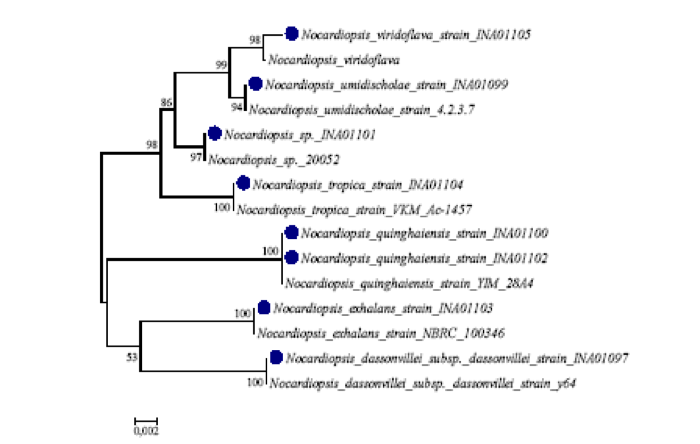 98
Nocardiopsis_viridoflava_strain_INA01105
Nocardiopsis_viridoflava
99
Nocardiopsis_umidischolae_strain_INA01099
94
Nocardiopsis_umidischolae_strain_4.2.3.7
86
Nocardiopsis_sp._INA01101
98
97
Nocardiopsis_sp._20052
Nocardiopsis_tropica_strain_INA01104
100
Nocardiopsis_tropica_strain_VKM_Ac-1457
Nocardiopsis_quinghaiensis_strain_INA01100
100
Nocardiopsis_quinghaiensis_strain_INA01102
Nocardiopsis_quinghaiensis_strain_YIM_28A4
Nocardiopsis_exhalans_strain_INA01103
100
Nocardiopsis_exhalans_strain_NBRC_100346
53
Nocardiopsis_dassonvillei_subsp._dassonvillei_strain_INA01097
100
Nocardiopsis_dassonvillei_subsp._dassonvillei_strain_y64
0,002